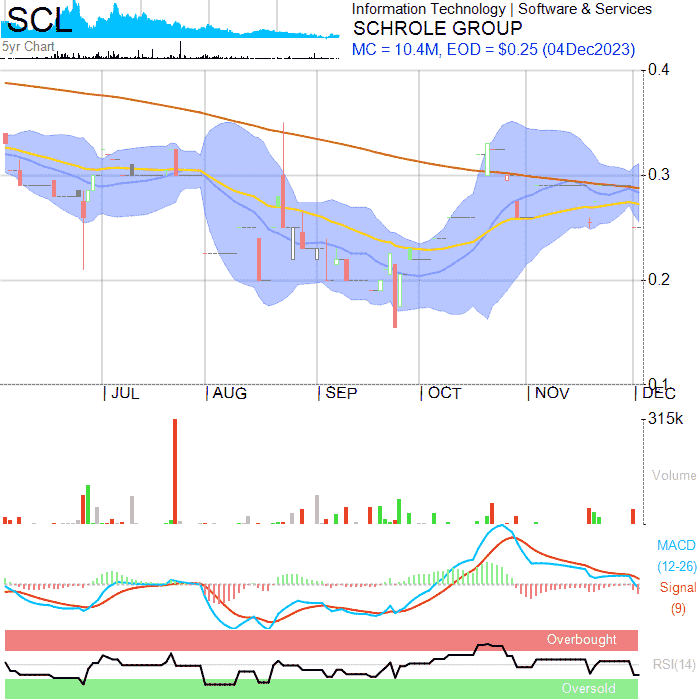 SCL
5yr Chart
Information Technology | Software & Services
SCHROLE GROUP
MC = 10.4M, EOD = $0.25 (04Dec2023)
0.4
0.3
0.2
0.1
JUL
AUG
SEP
OCT
NOV
DEC
315k
Volume
MACD
(12-26)
Signal
(9)
Overbought
RSI(14)
Oversold